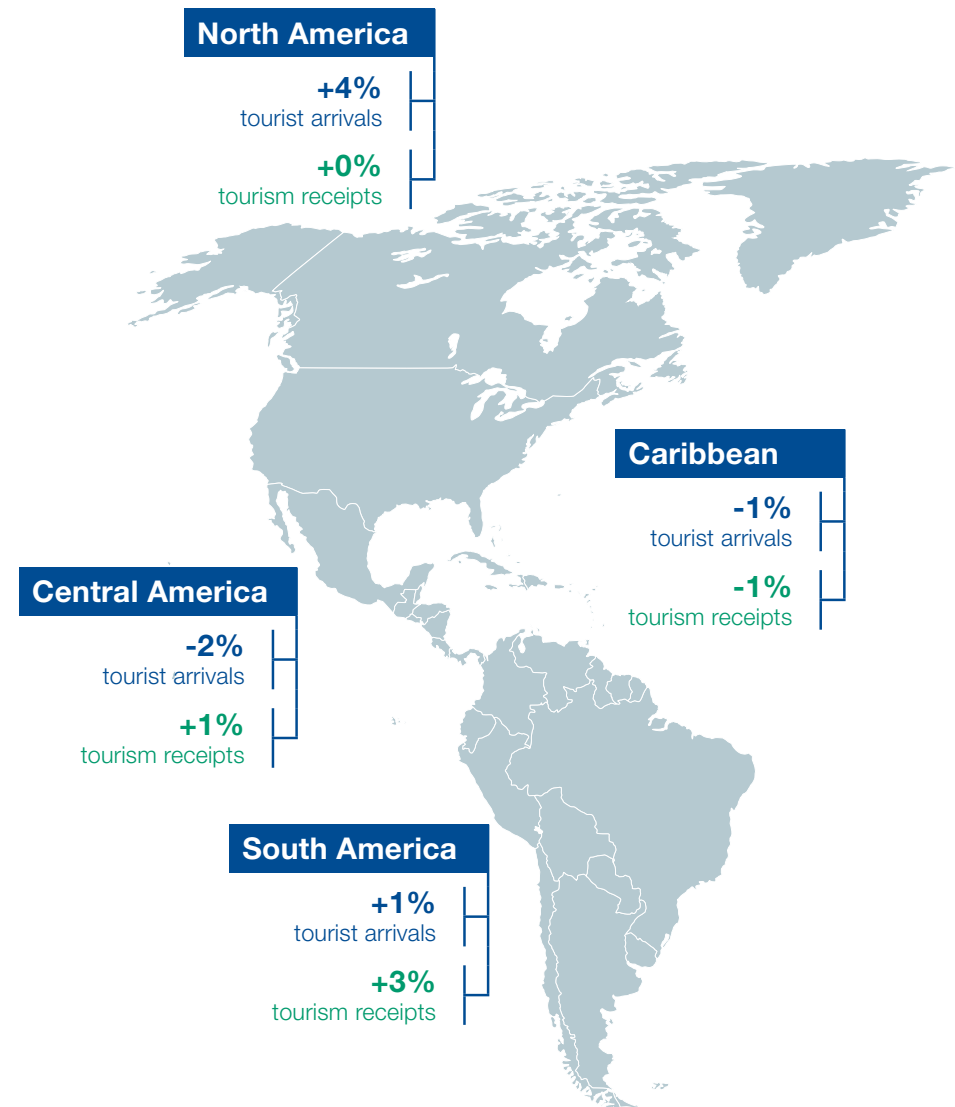 North America
+4%
tourist arrivals
+0%
tourism receipts
Caribbean
-1%
tourist arrivals
-1%
tourism receipts
Central America
-2%
tourist arrivals
+1%
tourism receipts
South America
+1%
tourist arrivals
+3%
tourism receipts